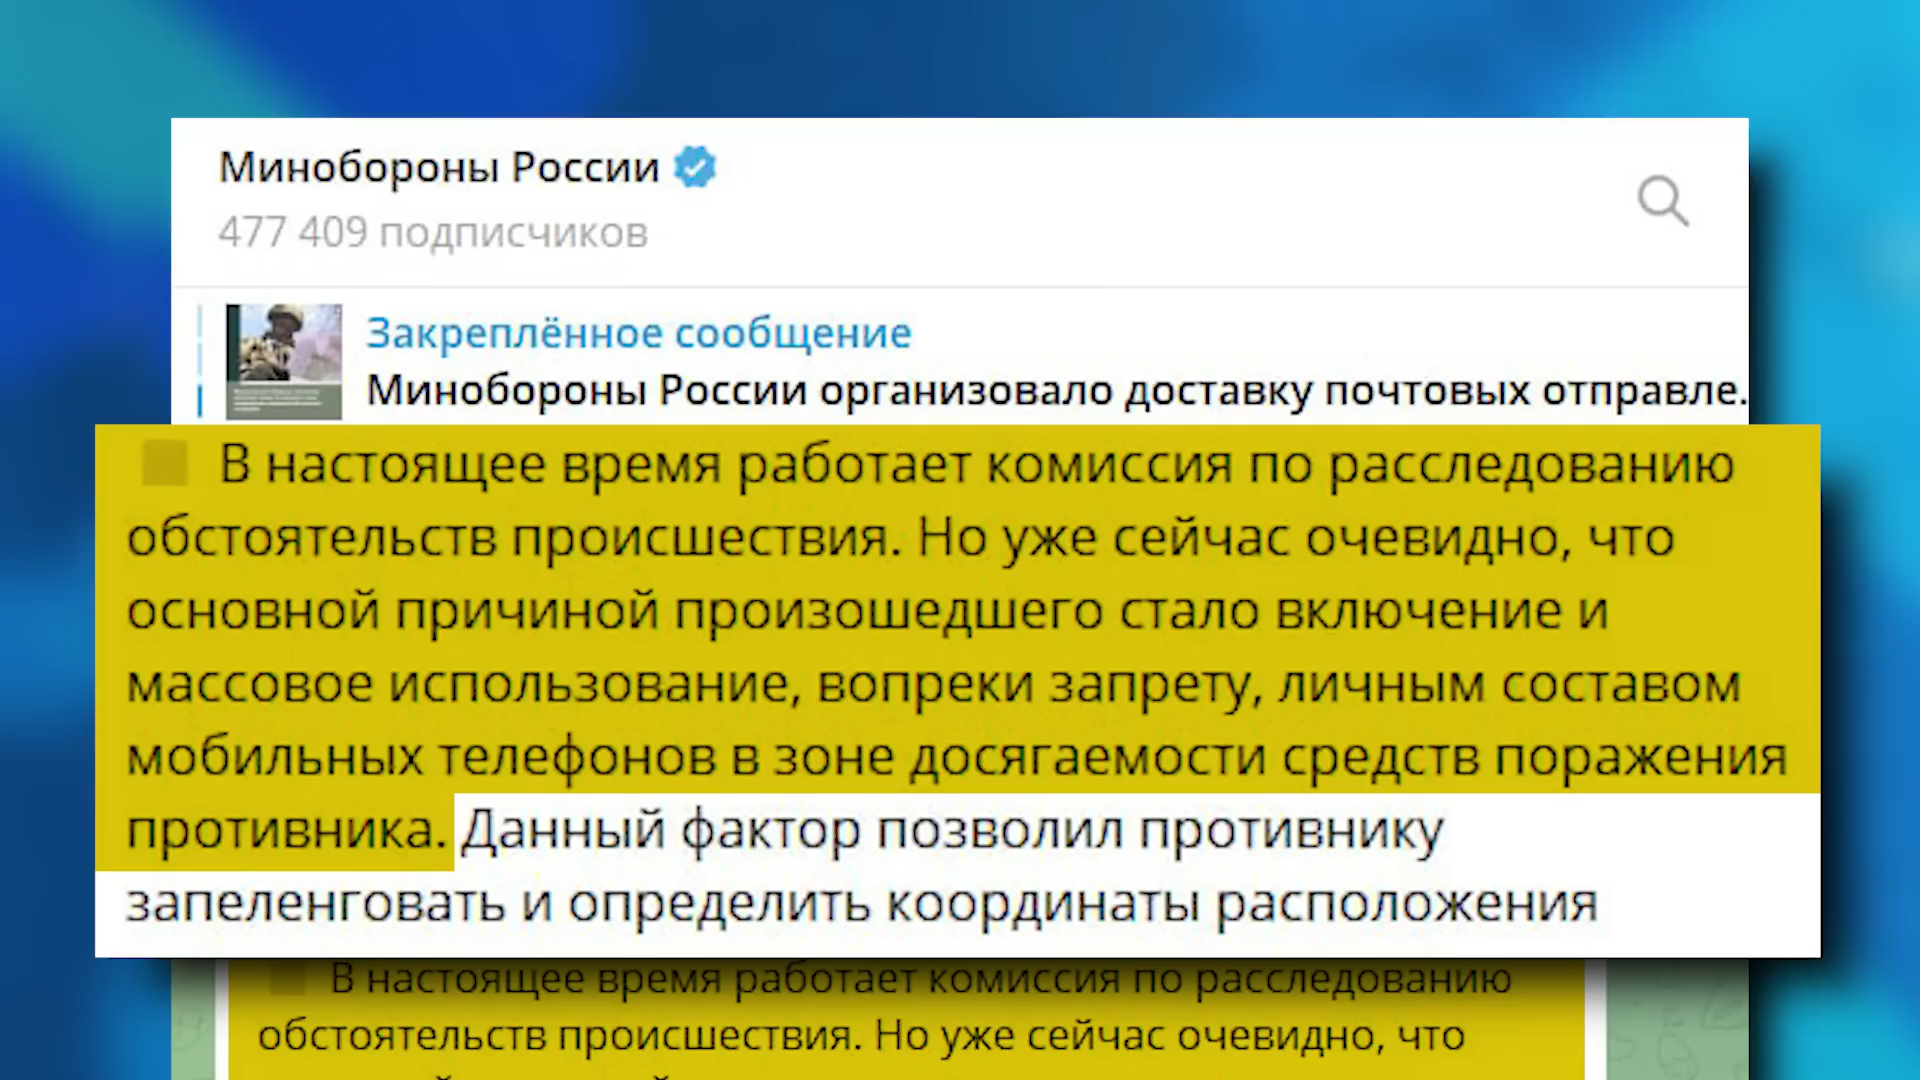 Минобороны России
477 409 подписчиков
Закреплённое сообщение
Минобороны России организовало доставку почтовых отправле.
В настоящее время работает комиссия по расследованию
обстоятельств происшествия. Но уже сейчас очевидно, что
основной причиной произошедшего стало включение и
массовое использование, вопреки запрету, личным составом
мобильных телефонов в зоне досягаемости средств поражения
противника. Данный фактор позволил противнику
запеленговать и определить координаты расположения
В настоящее время работает комиссия по расследованию
обстоятельств происшествия. Но уже сейчас очевидно, что